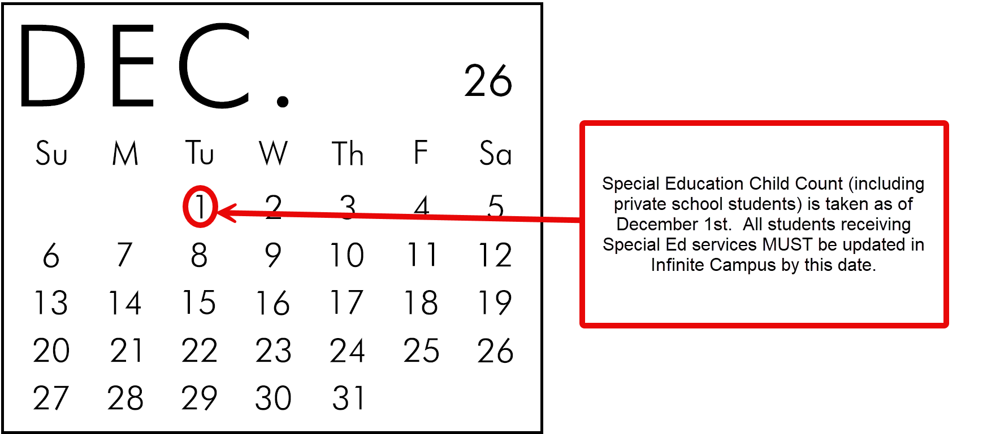 DEC.
26
Su M Tu W Th F Sa
1 2 3 4 5
6 7 8 9 10 11 12
13 14 15 16 17 18 19
20 21 22 23 24 25 26
27 28 29 30 31
Special Education Child Count (including
private school students) is taken as of
December 1st.  All students receiving
Special Ed services MUST be updated in
Infinite Campus by this date.